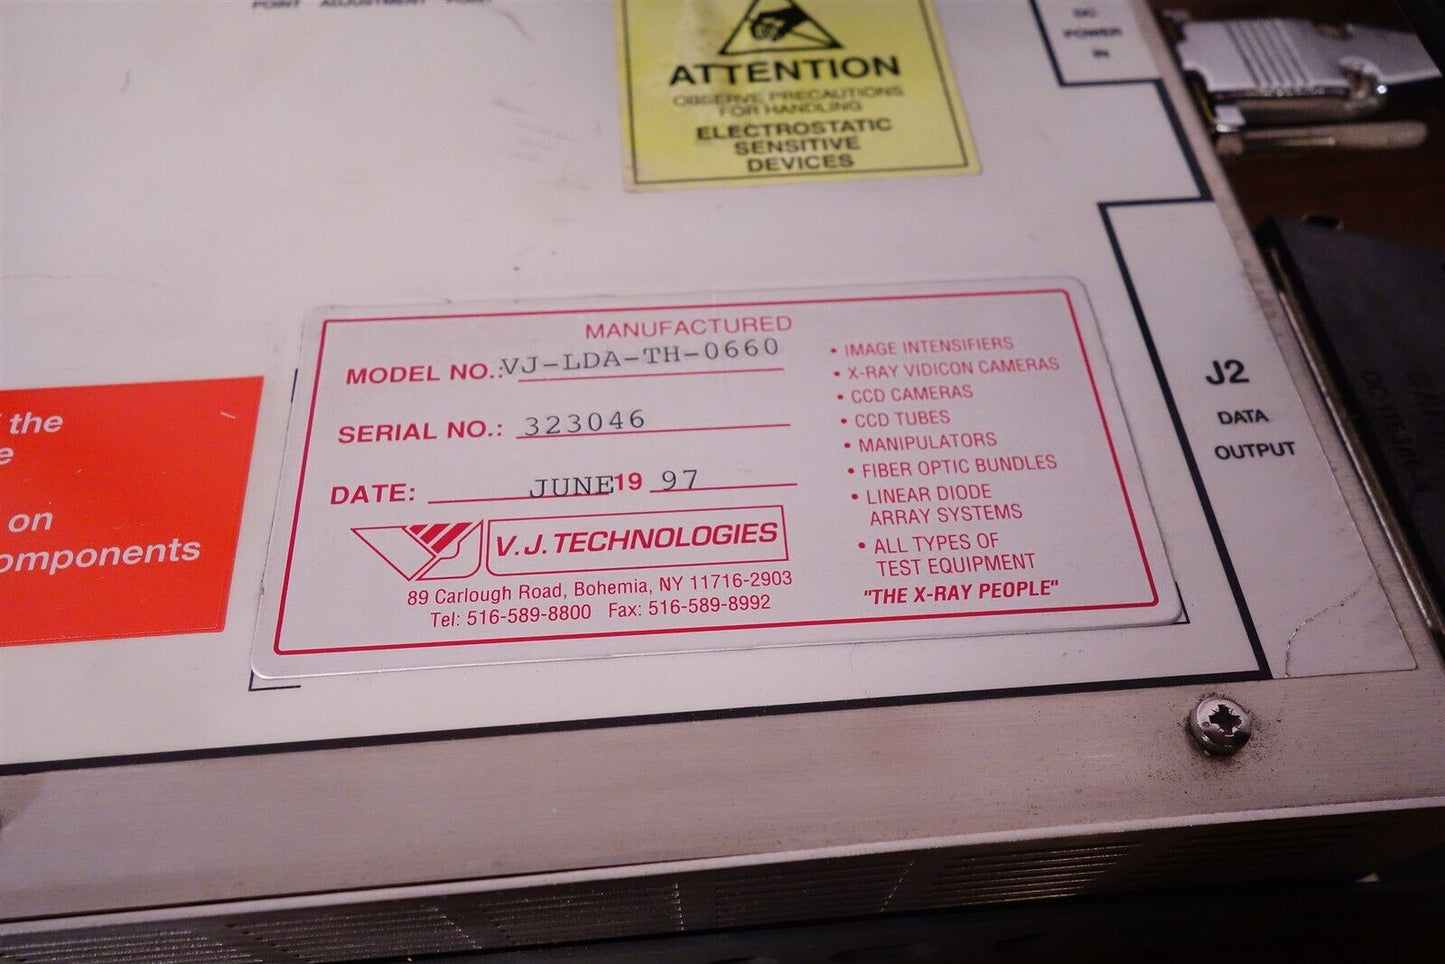 POINT ADJUSTMENT
ATTENTION
OBSERVE PRECAUTIONS
FOR HANDLING
ELECTROSTATIC
SENSITIVE
DEVICES
DC
POWER
IN
MANUFACTURED
MODEL NO.: VJ-LDA-TH-0660
SERIAL NO.: 323046
DATE: JUNE 19 97
V.J. TECHNOLOGIES
89 Carlough Road, Bohemia, NY 11716-2903
Tel: 516-589-8800 Fax: 516-589-8992
• IMAGE INTENSIFIERS
• X-RAY VIDICON CAMERAS
• CCD CAMERAS
• CCD TUBES
• MANIPULATORS
• FIBER OPTIC BUNDLES
• LINEAR DIODE
ARRAY SYSTEMS
• ALL TYPES OF
TEST EQUIPMENT
"THE X-RAY PEOPLE"
J2
DATA
OUTPUT
the
on
omponents